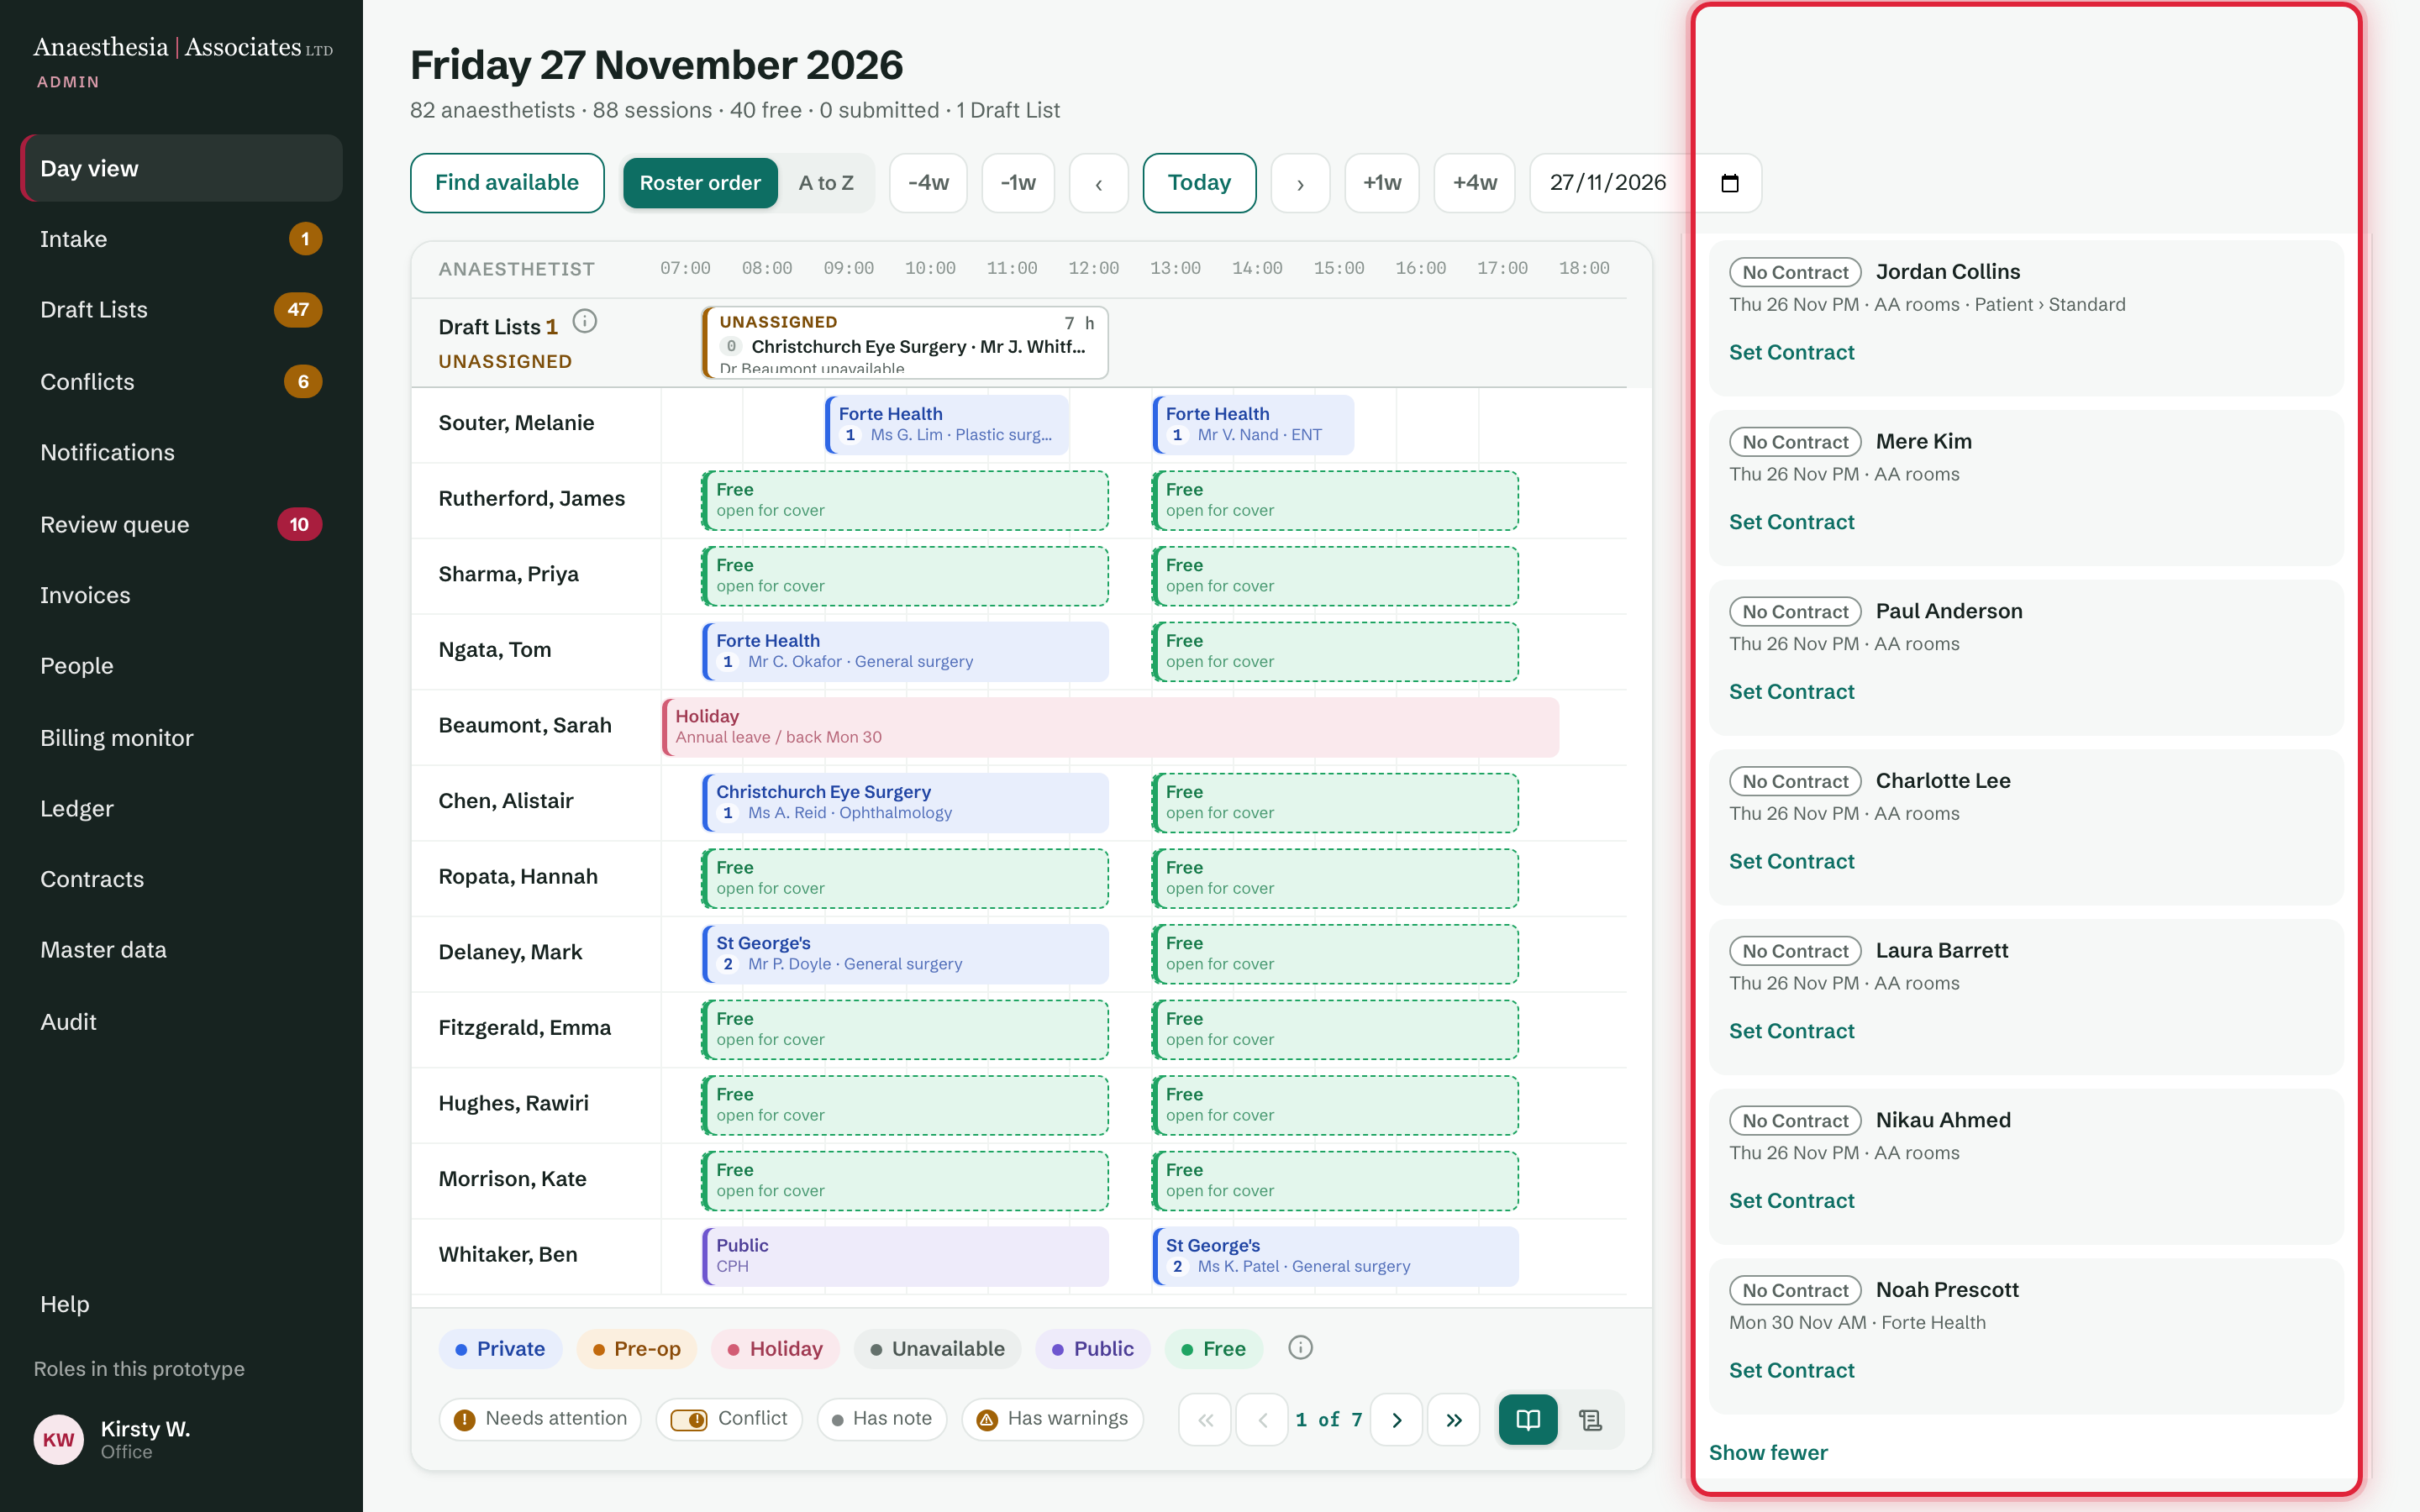 Anaesthesia | Associates LTD
ADMIN
Day view
Intake 1
Draft Lists 47
Conflicts 6
Notifications
Review queue 10
Invoices
People
Billing monitor
Ledger
Contracts
Master data
Audit
Help
Roles in this prototype
KW Kirsty W.
Office
Friday 27 November 2026
82 anaesthetists · 88 sessions · 40 free · 0 submitted · 1 Draft List
Find available Roster order A to Z -4w -1w ‹ Today › +1w +4w 27/11/2026
ANAESTHETIST 07:00 08:00 09:00 10:00 11:00 12:00 13:00 14:00 15:00 16:00 17:00 18:00
Draft Lists 1
UNASSIGNED
UNASSIGNED 7 h
0 Christchurch Eye Surgery · Mr J. Whitf...
Dr Beaumont unavailable
Souter, Melanie
Forte Health
1 Ms G. Lim · Plastic surg...
Forte Health
1 Mr V. Nand · ENT
Rutherford, James
Free
open for cover
Free
open for cover
Sharma, Priya
Free
open for cover
Free
open for cover
Ngata, Tom
Forte Health
1 Mr C. Okafor · General surgery
Free
open for cover
Beaumont, Sarah
Holiday
Annual leave / back Mon 30
Chen, Alistair
Christchurch Eye Surgery
1 Ms A. Reid · Ophthalmology
Free
open for cover
Ropata, Hannah
Free
open for cover
Free
open for cover
Delaney, Mark
St George's
2 Mr P. Doyle · General surgery
Free
open for cover
Fitzgerald, Emma
Free
open for cover
Free
open for cover
Hughes, Rawiri
Free
open for cover
Free
open for cover
Morrison, Kate
Free
open for cover
Free
open for cover
Whitaker, Ben
Public
CPH
St George's
2 Ms K. Patel · General surgery
Private Pre-op Holiday Unavailable Public Free
Needs attention Conflict Has note Has warnings « ‹ 1 of 7 › »
No Contract Jordan Collins
Thu 26 Nov PM · AA rooms · Patient › Standard
Set Contract
No Contract Mere Kim
Thu 26 Nov PM · AA rooms
Set Contract
No Contract Paul Anderson
Thu 26 Nov PM · AA rooms
Set Contract
No Contract Charlotte Lee
Thu 26 Nov PM · AA rooms
Set Contract
No Contract Laura Barrett
Thu 26 Nov PM · AA rooms
Set Contract
No Contract Nikau Ahmed
Thu 26 Nov PM · AA rooms
Set Contract
No Contract Noah Prescott
Mon 30 Nov AM · Forte Health
Set Contract
Show fewer